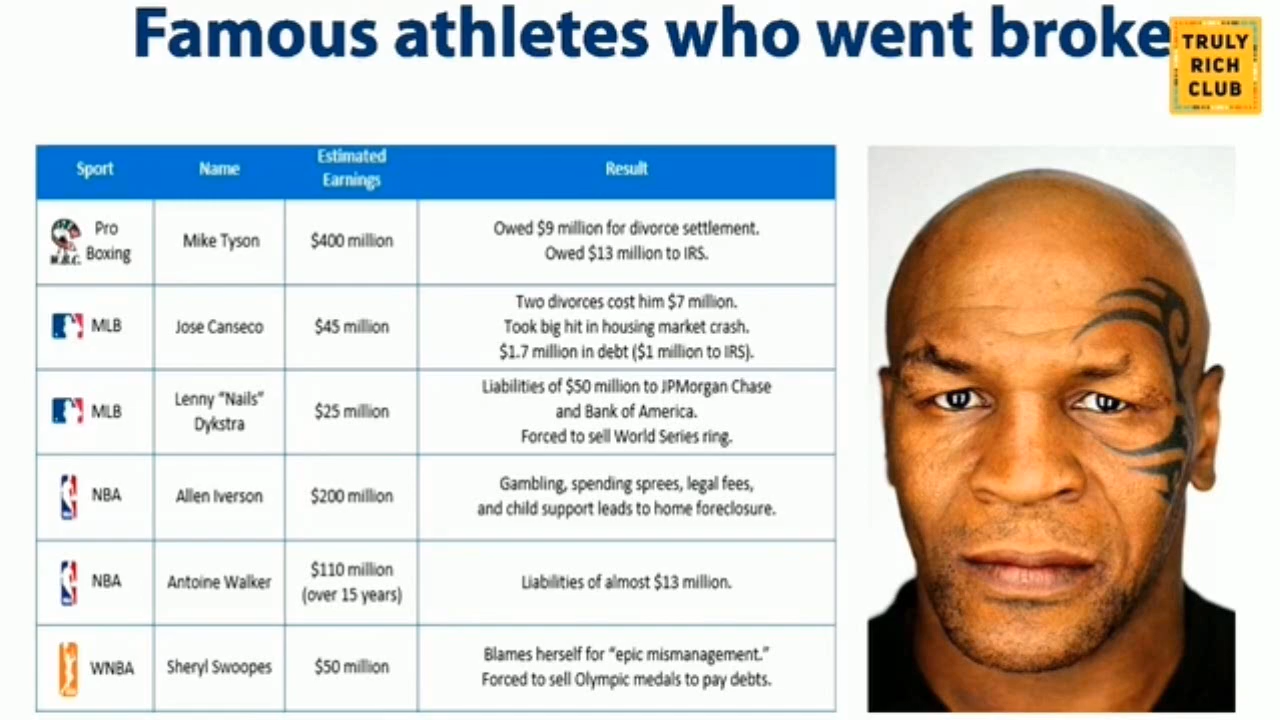 Famous athletes who went broke
TRULY
RICH
CLUB
Sport
Name
Estimated
Earnings
Result
Pro
Boxing
W.B.C.
Mike Tyson
$400 million
Owed $9 million for divorce settlement.
Owed $13 million to IRS.
MLB
Jose Canseco
$45 million
Two divorces cost him $7 million.
Took big hit in housing market crash.
$1.7 million in debt ($1 million to IRS).
MLB
Lenny “Nails”
Dykstra
$25 million
Liabilities of $50 million to JPMorgan Chase
and Bank of America.
Forced to sell World Series ring.
NBA
Allen Iverson
$200 million
Gambling, spending sprees, legal fees,
and child support leads to home foreclosure.
NBA
Antoine Walker
$110 million
(over 15 years)
Liabilities of almost $13 million.
WNBA
Sheryl Swoopes
$50 million
Blames herself for “epic mismanagement.”
Forced to sell Olympic medals to pay debts.